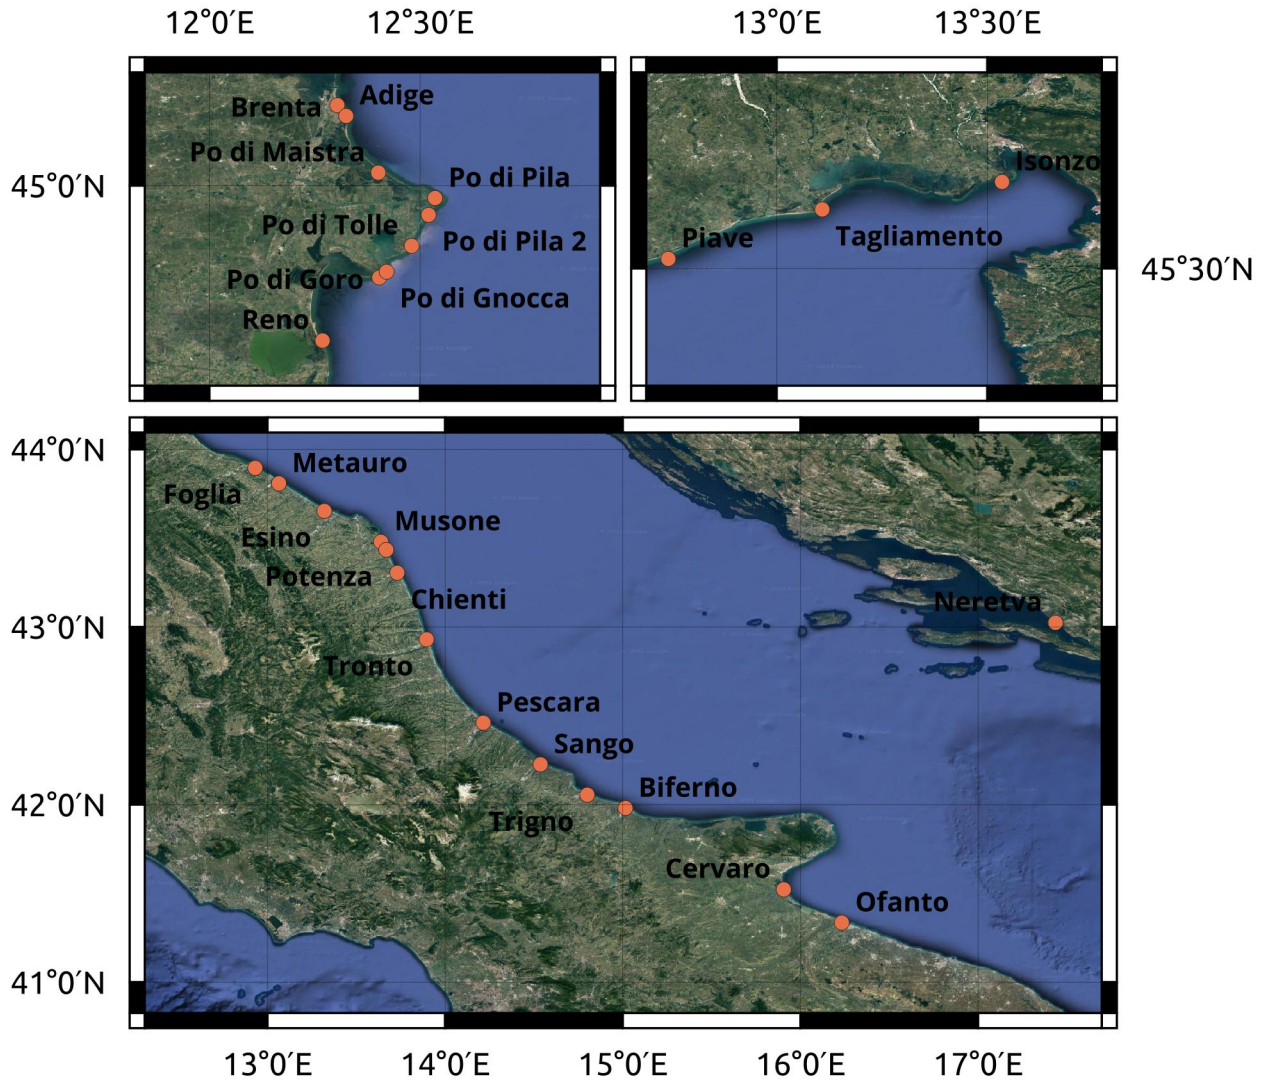 12°0′E 12°30′E 13°0′E 13°30′E
Brenta Adige
Po di Maistra
45°0′N
Po di Pila
Po di Tolle
Po di Pila 2
Po di Goro
Po di Gnocca
Reno
Isonzo
Piave
Tagliamento
45°30′N
44°0′N
Metauro
Foglia
Musone
Esino
Potenza
Chienti
Neretva
43°0′N
Tronto
Pescara
Sango
Biferno
42°0′N
Trigno
Cervaro
Ofanto
41°0′N
13°0′E 14°0′E 15°0′E 16°0′E 17°0′E